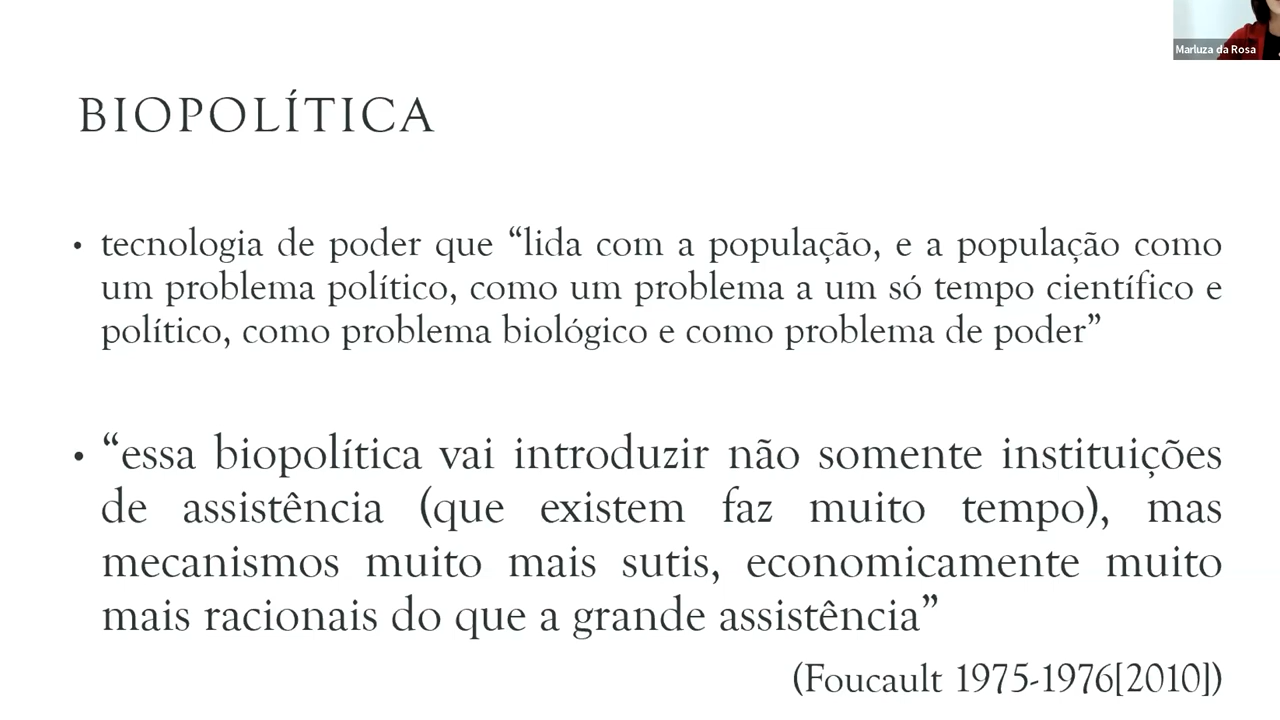 Marluza da Rosa
BIOPOLÍTICA
• tecnologia de poder que “lida com a população, e a população como
um problema político, como um problema a um só tempo científico e
político, como problema biológico e como problema de poder”
• “essa biopolítica vai introduzir não somente instituições
de assistência (que existem faz muito tempo), mas
mecanismos muito mais sutis, economicamente muito
mais racionais do que a grande assistência”
(Foucault 1975-1976[2010])